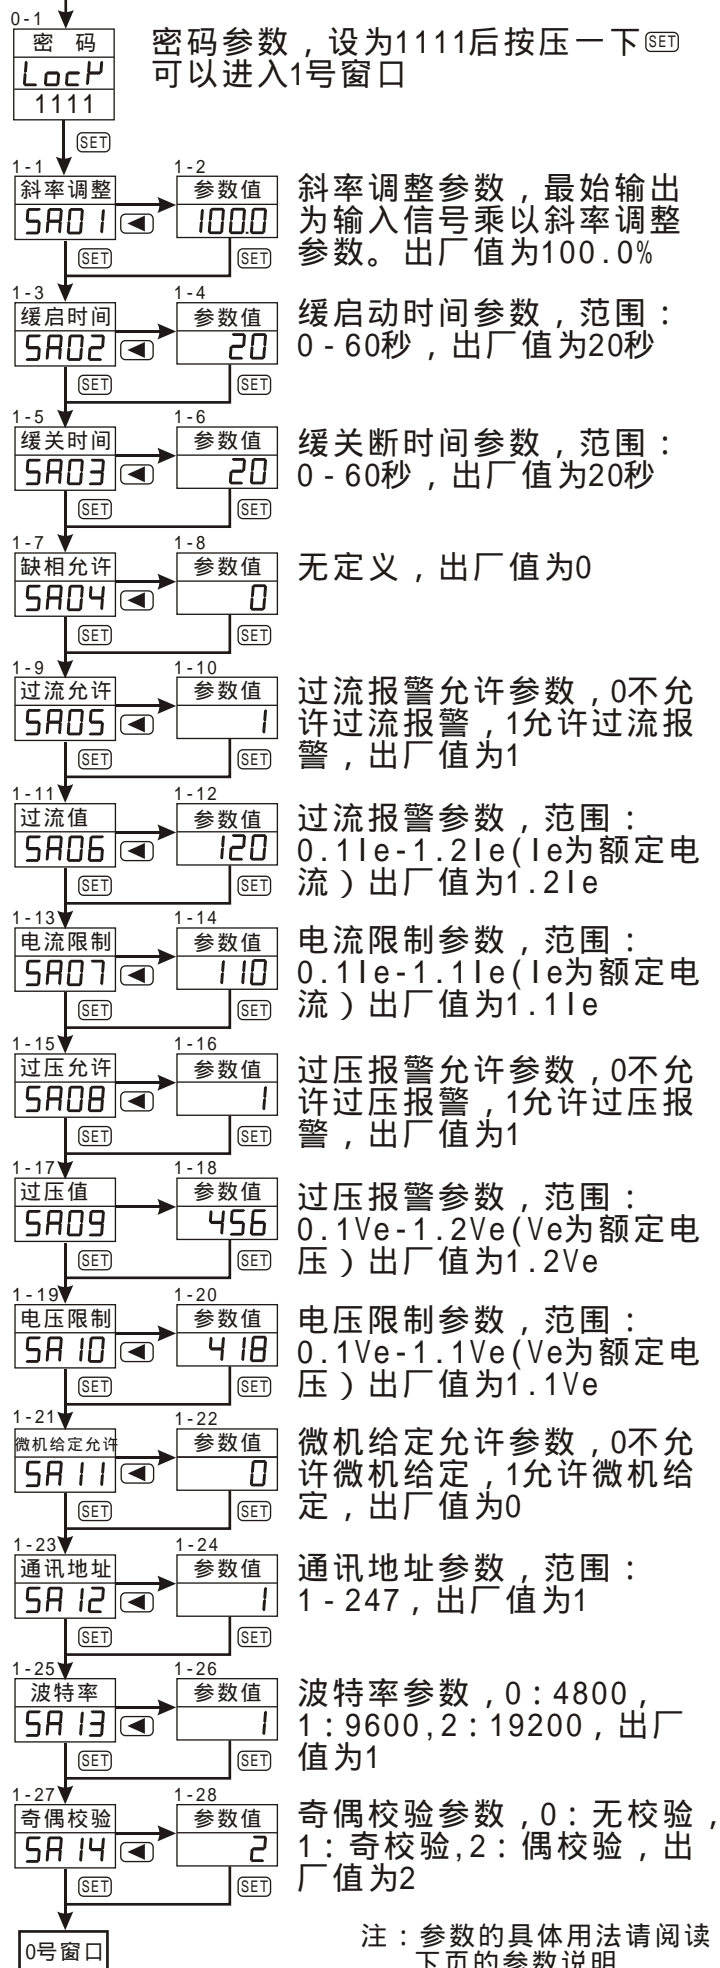 0-1
密 码
LocK
1111
密码参数，设为1111后按压一下SET
可以进入1号窗口
SET
1-1
斜率调整
SA01
SET
1-2
参数值
100.0
SET
斜率调整参数，最始输出
为输入信号乘以斜率调整
参数。出厂值为100.0%
1-3
缓启时间
SA02
SET
1-4
参数值
20
SET
缓启动时间参数，范围：
0-60秒，出厂值为20秒
1-5
缓关时间
SA03
SET
1-6
参数值
20
SET
缓关断时间参数，范围：
0-60秒，出厂值为20秒
1-7
缺相允许
SA04
SET
1-8
参数值
0
SET
无定义，出厂值为0
1-9
过流允许
SA05
SET
1-10
参数值
1
SET
过流报警允许参数，0不允
许过流报警，1允许过流报
警，出厂值为1
1-11
过流值
SA06
SET
1-12
参数值
120
SET
过流报警参数，范围：
0.1Ie-1.2Ie(Ie为额定电
流）出厂值为1.2Ie
1-13
电流限制
SA07
SET
1-14
参数值
110
SET
电流限制参数，范围：
0.1Ie-1.1Ie(Ie为额定电
流）出厂值为1.1Ie
1-15
过压允许
SA08
SET
1-16
参数值
1
SET
过压报警允许参数，0不允
许过压报警，1允许过压报
警，出厂值为1
1-17
过压值
SA09
SET
1-18
参数值
456
SET
过压报警参数，范围：
0.1Ve-1.2Ve(Ve为额定电
压）出厂值为1.2Ve
1-19
电压限制
SA10
SET
1-20
参数值
418
SET
电压限制参数，范围：
0.1Ve-1.1Ve(Ve为额定电
压）出厂值为1.1Ve
1-21
微机给定允许
SA11
SET
1-22
参数值
0
SET
微机给定允许参数，0不允
许微机给定，1允许微机给
定，出厂值为0
1-23
通讯地址
SA12
SET
1-24
参数值
1
SET
通讯地址参数，范围：
1-247，出厂值为1
1-25
波特率
SA13
SET
1-26
参数值
1
SET
波特率参数，0：4800，
1：9600,2：19200，出厂
值为1
1-27
奇偶校验
SA14
SET
1-28
参数值
2
SET
奇偶校验参数，0：无校验，
1：奇校验,2：偶校验，出
厂值为2
0号窗口
注：参数的具体用法请阅读
下页的参数说明